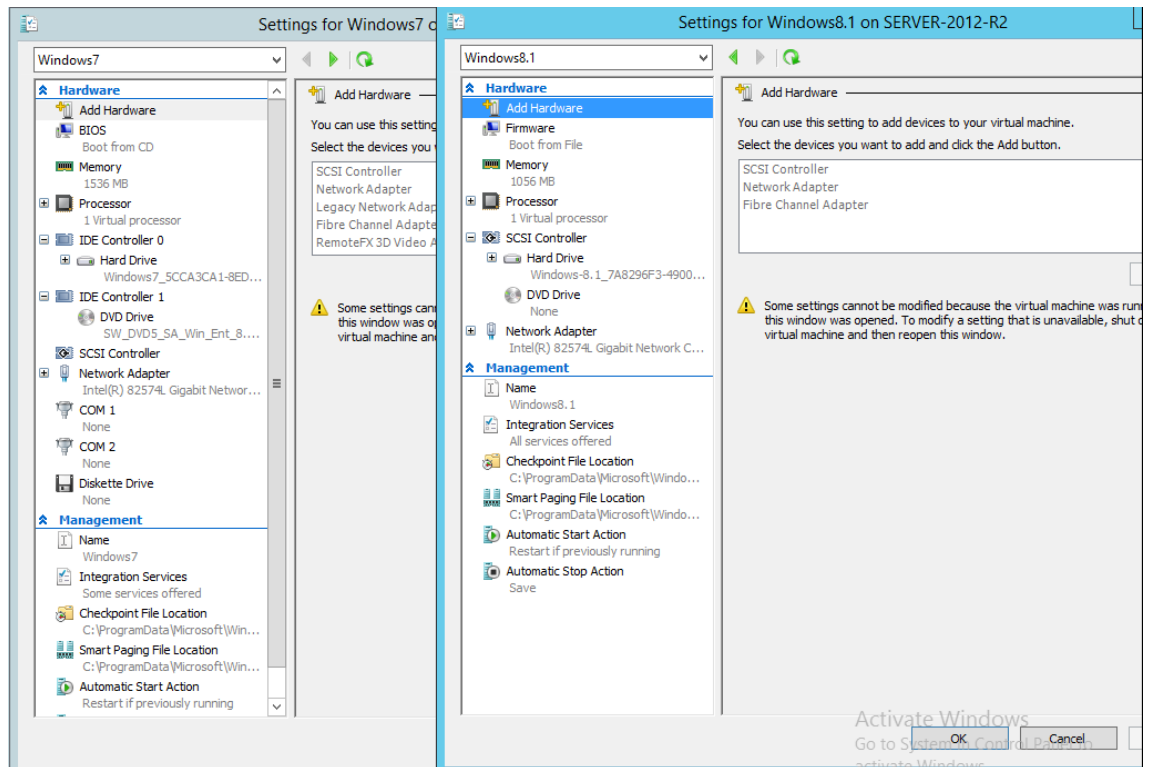 Settings for Windows7 o
Windows7
Hardware
Add Hardware
BIOS
Boot from CD
Memory
1536 MB
Processor
1 Virtual processor
IDE Controller 0
Hard Drive
Windows7_5CCA3CA1-8ED...
IDE Controller 1
DVD Drive
SW_DVD5_SA_Win_Ent_8....
SCSI Controller
Network Adapter
Intel(R) 82574L Gigabit Networ...
COM 1
None
COM 2
None
Diskette Drive
None
Management
Name
Windows7
Integration Services
Some services offered
Checkpoint File Location
C:\ProgramData\Microsoft\Win...
Smart Paging File Location
C:\ProgramData\Microsoft\Win...
Automatic Start Action
Restart if previously running
Add Hardware
You can use this setting
Select the devices you
SCSI Controller
Network Adapter
Legacy Network Adap
Fibre Channel Adapte
RemoteFX 3D Video A
Some settings can
this window was op
virtual machine an
Settings for Windows8.1 on SERVER-2012-R2
Windows8.1
Hardware
Add Hardware
Firmware
Boot from File
Memory
1056 MB
Processor
1 Virtual processor
SCSI Controller
Hard Drive
Windows-8.1_7A8296F3-4900...
DVD Drive
None
Network Adapter
Intel(R) 82574L Gigabit Network C...
Management
Name
Windows8.1
Integration Services
All services offered
Checkpoint File Location
C:\ProgramData\Microsoft\Windo...
Smart Paging File Location
C:\ProgramData\Microsoft\Windo...
Automatic Start Action
Restart if previously running
Automatic Stop Action
Save
Add Hardware
You can use this setting to add devices to your virtual machine.
Select the devices you want to add and click the Add button.
SCSI Controller
Network Adapter
Fibre Channel Adapter
Some settings cannot be modified because the virtual machine was run
this window was opened. To modify a setting that is unavailable, shut d
virtual machine and then reopen this window.
Activate Windows
Go to System in Control Panel to
activate Windows.
OK
Cancel